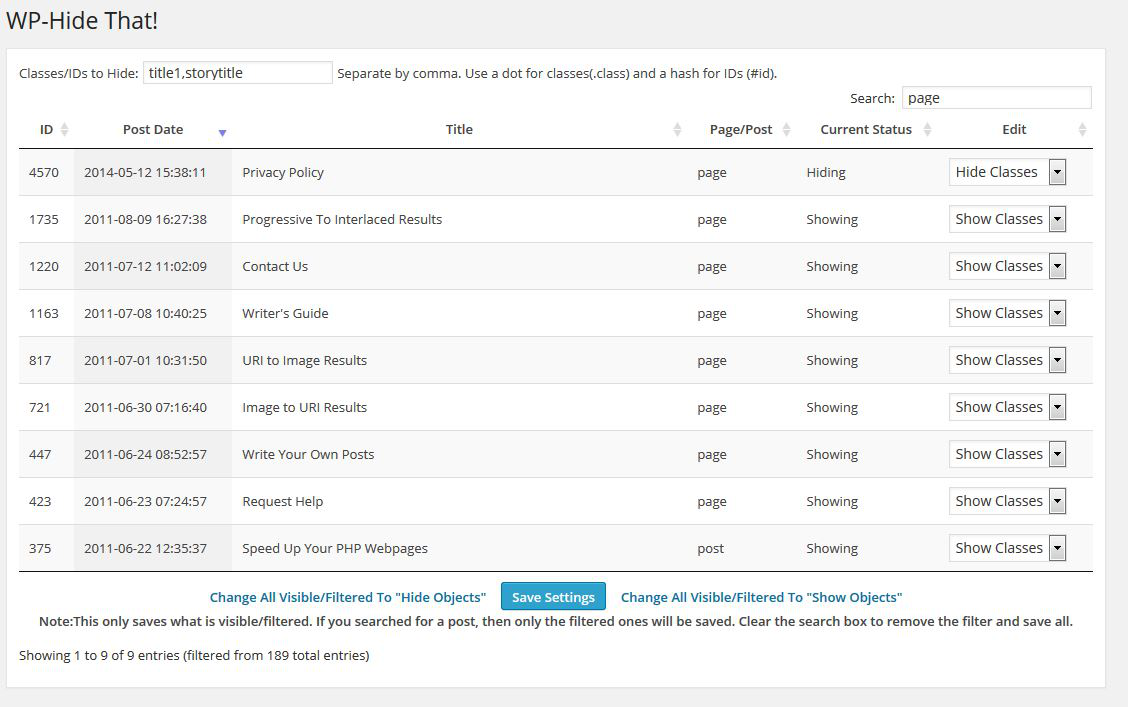 WP-Hide That!
Classes/IDs to Hide: title1,storytitle Separate by comma. Use a dot for classes(.class) and a hash for IDs (#id).
Search: page
ID Post Date Title Page/Post Current Status Edit
4570 2014-05-12 15:38:11 Privacy Policy page Hiding Hide Classes
1735 2011-08-09 16:27:38 Progressive To Interlaced Results page Showing Show Classes
1220 2011-07-12 11:02:09 Contact Us page Showing Show Classes
1163 2011-07-08 10:40:25 Writer's Guide page Showing Show Classes
817 2011-07-01 10:31:50 URI to Image Results page Showing Show Classes
721 2011-06-30 07:16:40 Image to URI Results page Showing Show Classes
447 2011-06-24 08:52:57 Write Your Own Posts page Showing Show Classes
423 2011-06-23 07:24:57 Request Help page Showing Show Classes
375 2011-06-22 12:35:37 Speed Up Your PHP Webpages post Showing Show Classes
Change All Visible/Filtered To "Hide Objects" Save Settings Change All Visible/Filtered To "Show Objects"
Note:This only saves what is visible/filtered. If you searched for a post, then only the filtered ones will be saved. Clear the search box to remove the filter and save all.
Showing 1 to 9 of 9 entries (filtered from 189 total entries)